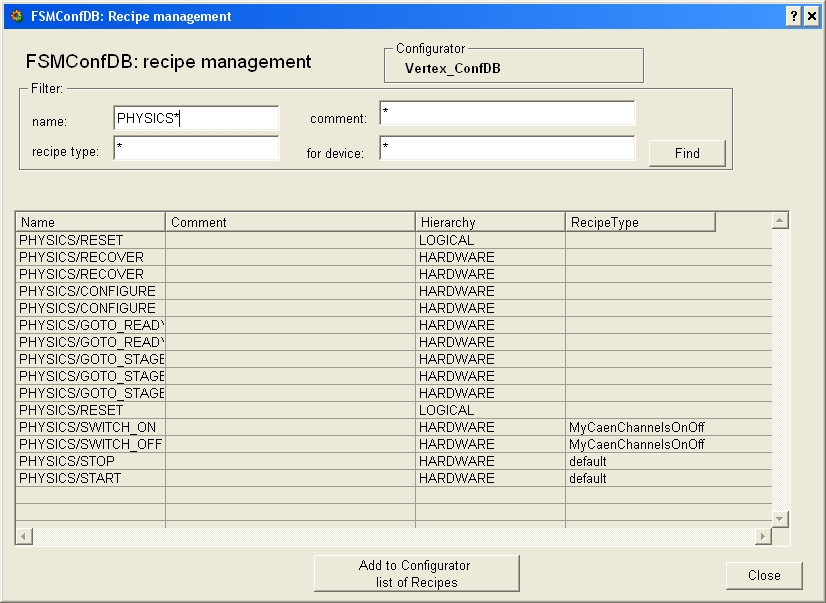 FSMConfDB: Recipe management
FSMConfDB: recipe management
Configurator
Vertex_ConfDB
Filter:
name: PHYSICS* comment: *
recipe type: * for device: *
Find
Name Comment Hierarchy RecipeType
PHYSICS/RESET LOGICAL
PHYSICS/RECOVER HARDWARE
PHYSICS/RECOVER HARDWARE
PHYSICS/CONFIGURE HARDWARE
PHYSICS/CONFIGURE HARDWARE
PHYSICS/GOTO_READY HARDWARE
PHYSICS/GOTO_READY HARDWARE
PHYSICS/GOTO_STAGE HARDWARE
PHYSICS/GOTO_STAGE HARDWARE
PHYSICS/GOTO_STAGE HARDWARE
PHYSICS/RESET LOGICAL
PHYSICS/SWITCH_ON HARDWARE MyCaenChannelsOnOff
PHYSICS/SWITCH_OFF HARDWARE MyCaenChannelsOnOff
PHYSICS/STOP HARDWARE default
PHYSICS/START HARDWARE default
Add to Configurator
list of Recipes
Close